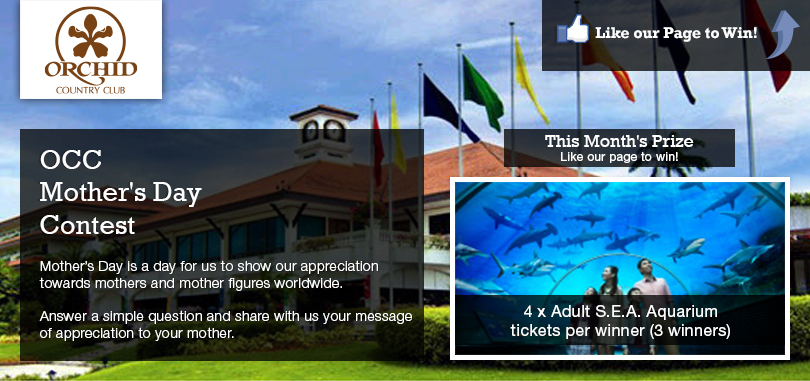 ORCHID
COUNTRY CLUB
Like our Page to Win!
OCC
Mother's Day
Contest
Mother's Day is a day for us to show our appreciation
towards mothers and mother figures worldwide.
Answer a simple question and share with us your message
of appreciation to your mother.
This Month's Prize
Like our page to win!
4 x Adult S.E.A. Aquarium
tickets per winner (3 winners)